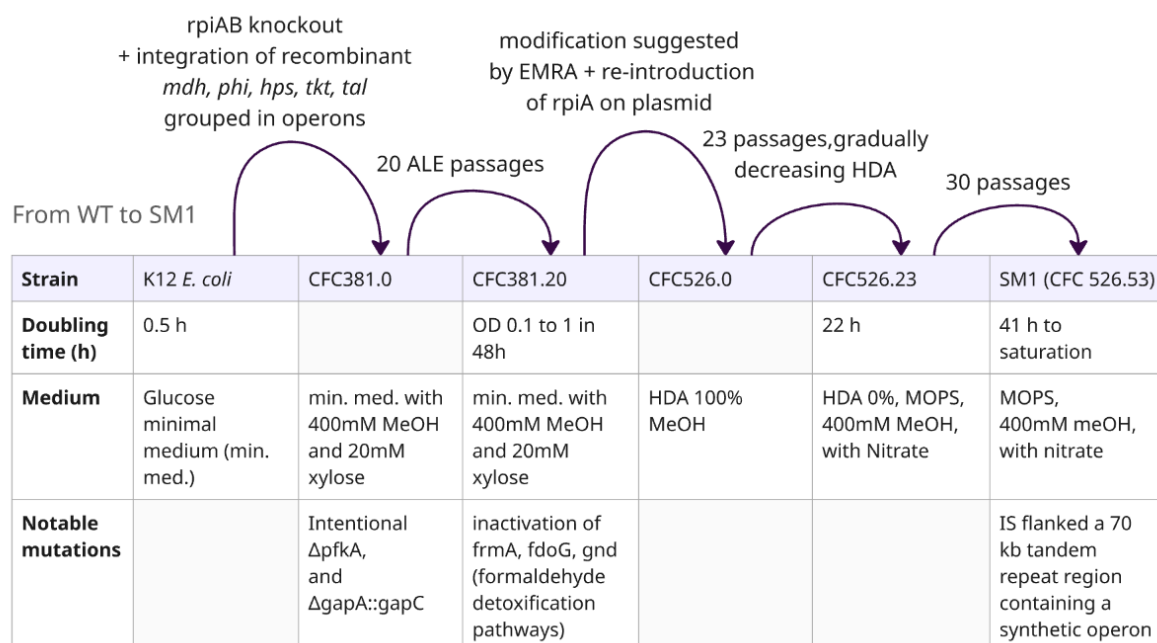 rpiAB knockout
+ integration of recombinant
mdh, phi, hps, tkt, tal
grouped in operons
20 ALE passages
modification suggested
by EMRA + re-introduction
of rpiA on plasmid
23 passages,gradually
decreasing HDA
30 passages
From WT to SM1
Strain
K12 E. coli
CFC381.0
CFC381.20
CFC526.0
CFC526.23
SM1 (CFC 526.53)
Doubling
time (h)
0.5 h
OD 0.1 to 1 in
48h
22 h
41 h to
saturation
Medium
Glucose
minimal
medium (min.
med.)
min. med. with
400mM MeOH
and 20mM
xylose
min. med. with
400mM MeOH
and 20mM
xylose
HDA 100%
MeOH
HDA 0%, MOPS,
400mM MeOH,
with Nitrate
MOPS,
400mM meOH,
with nitrate
Notable
mutations
Intentional
ΔpfkA,
and
ΔgapA::gapC
inactivation of
frmA, fdoG, gnd
(formaldehyde
detoxification
pathways)
IS flanked a 70
kb tandem
repeat region
containing a
synthetic operon